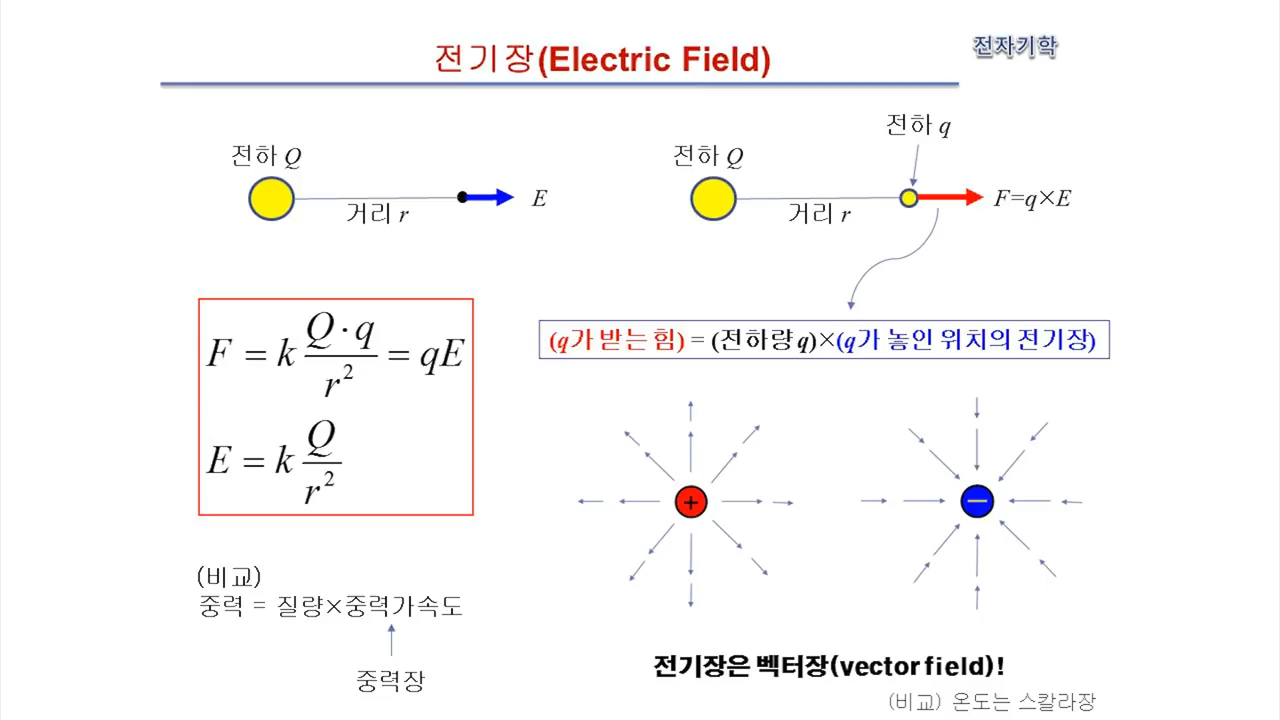 전기장(Electric Field)
전자기학
전하 Q
거리 r
E
전하 Q
전하 q
거리 r
F=q×E
F = k Q·q / r² = qE
E = k Q / r²
(q가 받는 힘) = (전하량 q)×(q가 놓인 위치의 전기장)
+
−
(비교)
중력 = 질량×중력가속도
중력장
전기장은 벡터장(vector field)!
(비교) 온도는 스칼라장